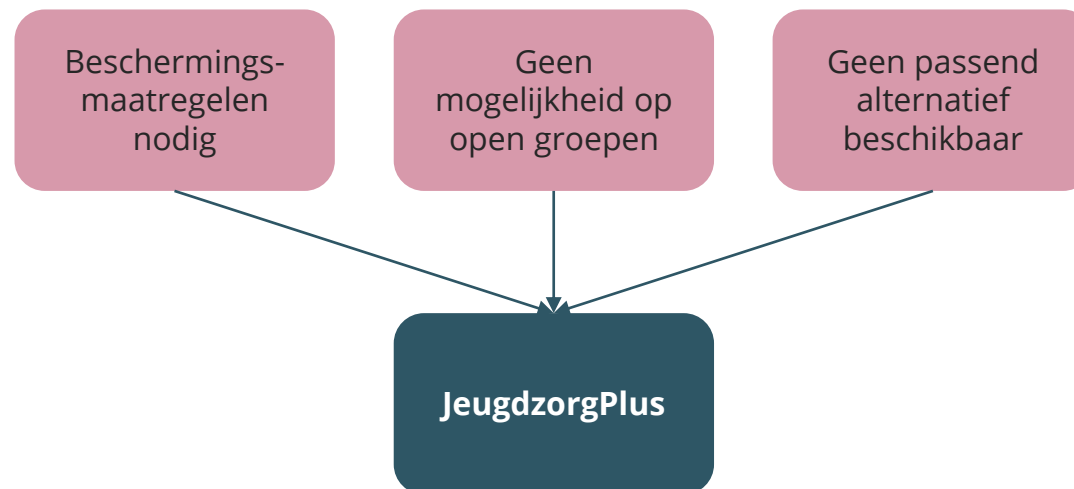 Beschermings-
maatregelen
nodig
Geen
mogelijkheid op
open groepen
Geen passend
alternatief
beschikbaar
JeugdzorgPlus